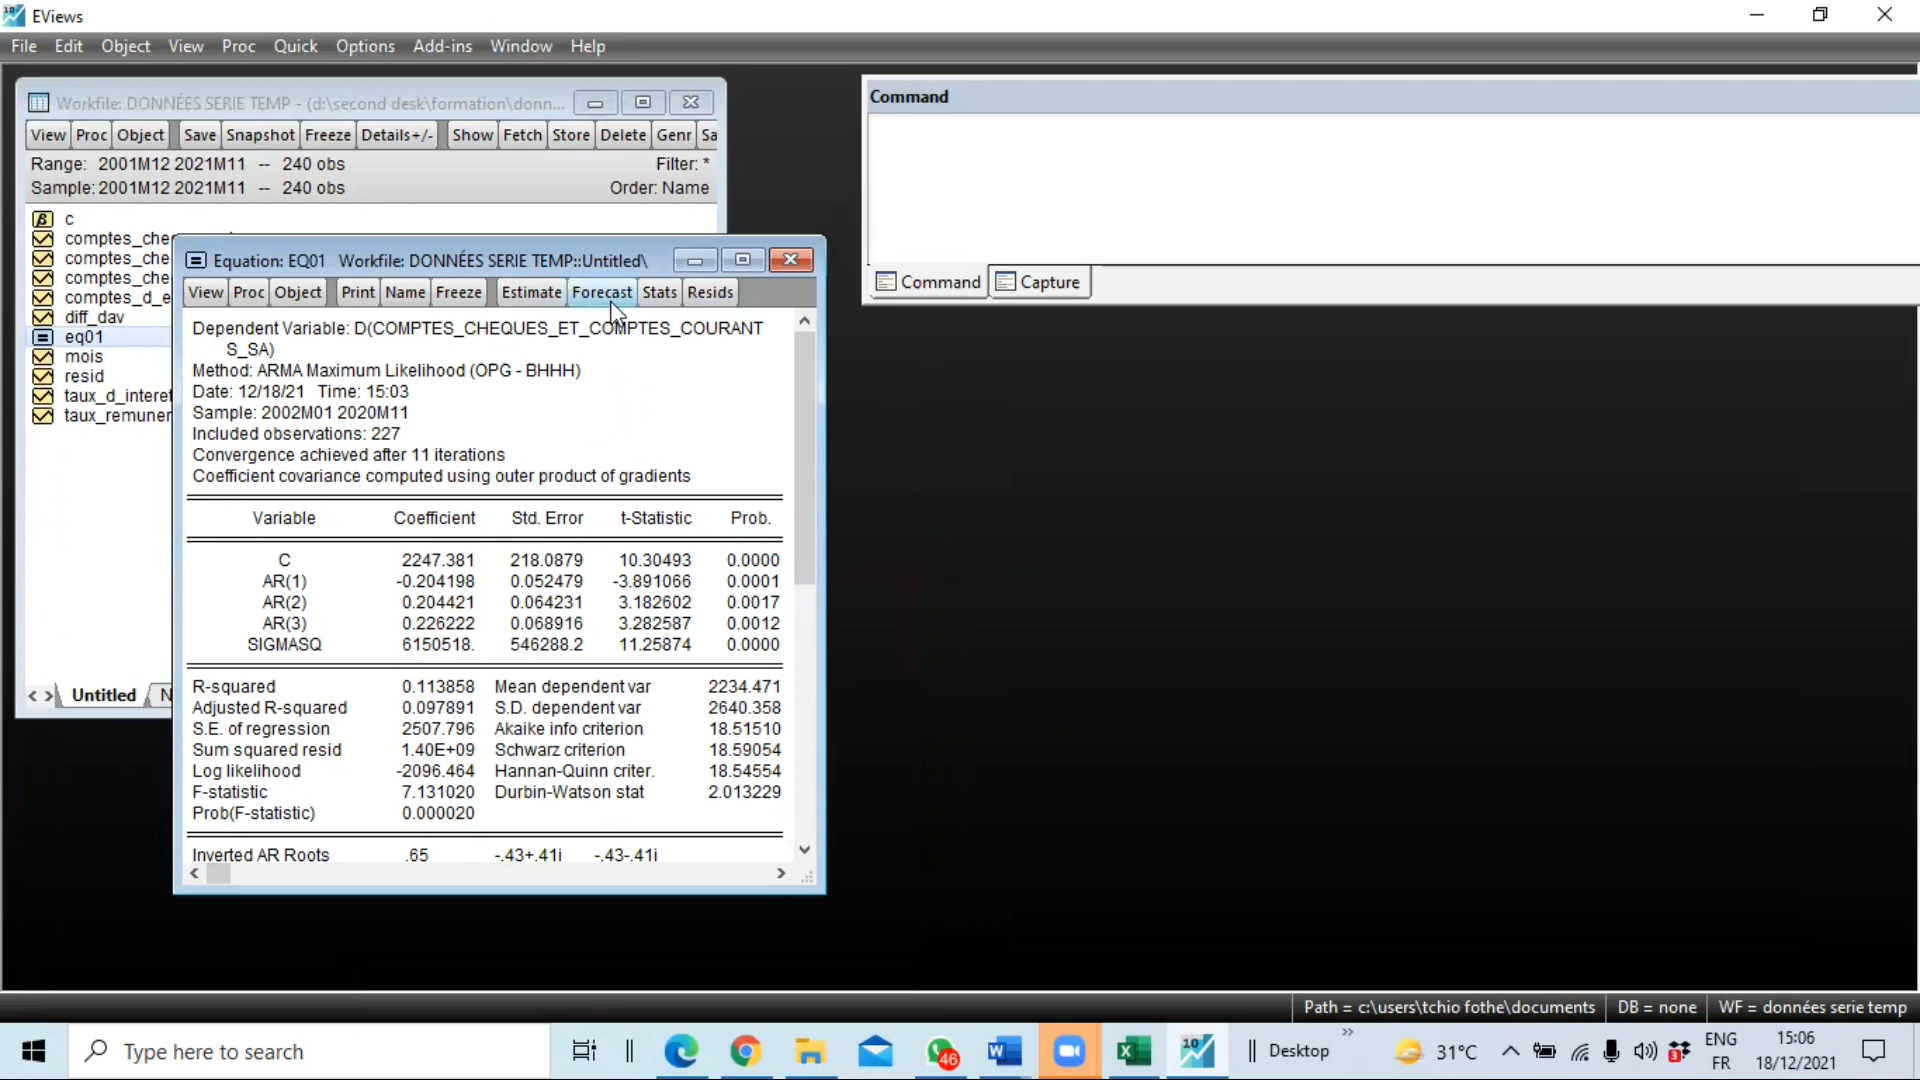 EViews
File Edit Object View Proc Quick Options Add-ins Window Help
Workfile: DONNÉES SERIE TEMP - (d:\second desk\formation\donn...
View Proc Object Save Snapshot Freeze Details+/- Show Fetch Store Delete Genr Sa
Range: 2001M12 2021M11 -- 240 obs Filter: *
Sample: 2001M12 2021M11 -- 240 obs Order: Name
c
comptes_che
comptes_che
comptes_che
comptes_d_e
diff_dav
eq01
mois
resid
taux_d_interet
taux_remuner
Untitled N
Equation: EQ01 Workfile: DONNÉES SERIE TEMP::Untitled\
View Proc Object Print Name Freeze Estimate Forecast Stats Resids
Dependent Variable: D(COMPTES_CHEQUES_ET_COMPTES_COURANT
S_SA)
Method: ARMA Maximum Likelihood (OPG - BHHH)
Date: 12/18/21 Time: 15:03
Sample: 2002M01 2020M11
Included observations: 227
Convergence achieved after 11 iterations
Coefficient covariance computed using outer product of gradients
Variable Coefficient Std. Error t-Statistic Prob.
C 2247.381 218.0879 10.30493 0.0000
AR(1) -0.204198 0.052479 -3.891066 0.0001
AR(2) 0.204421 0.064231 3.182602 0.0017
AR(3) 0.226222 0.068916 3.282587 0.0012
SIGMASQ 6150518. 546288.2 11.25874 0.0000
R-squared 0.113858 Mean dependent var 2234.471
Adjusted R-squared 0.097891 S.D. dependent var 2640.358
S.E. of regression 2507.796 Akaike info criterion 18.51510
Sum squared resid 1.40E+09 Schwarz criterion 18.59054
Log likelihood -2096.464 Hannan-Quinn criter. 18.54554
F-statistic 7.131020 Durbin-Watson stat 2.013229
Prob(F-statistic) 0.000020
Inverted AR Roots .65 -.43+.41i -.43-.41i
Command
Command Capture
Path = c:\users\tchio fothe\documents DB = none WF = données serie temp
Type here to search
46
10
Desktop
31°C
3
ENG
FR
15:06
18/12/2021